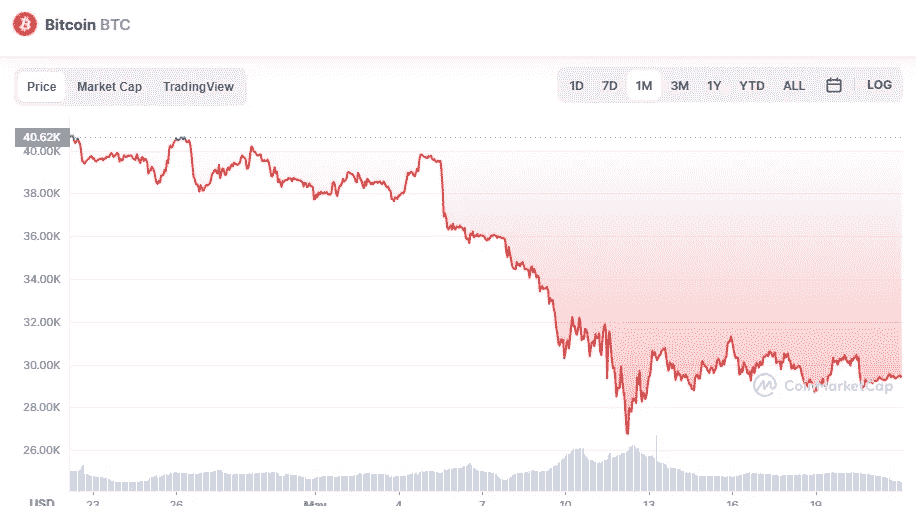 Bitcoin BTC
Price Market Cap TradingView 1D 7D 1M 3M 1Y YTD ALL LOG
40.62K
40.00K
38.00K
36.00K
34.00K
32.00K
30.00K
CoinMarketCap
28.00K
26.00K
USD 23 26 May 4 7 10 13 16 19